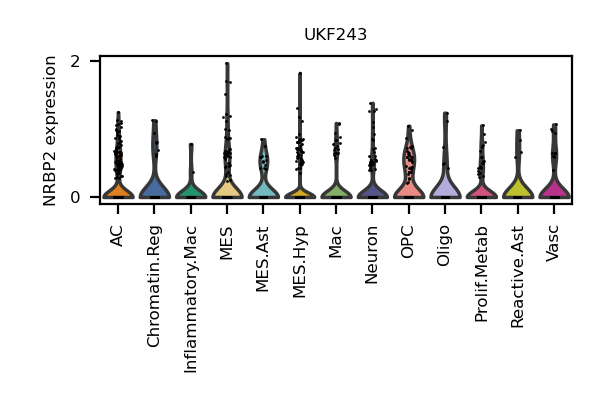 UKF243
NRBP2 expression
2
0
AC
Chromatin.Reg
Inflammatory.Mac
MES
MES.Ast
MES.Hyp
Mac
Neuron
OPC
Oligo
Prolif.Metab
Reactive.Ast
Vasc